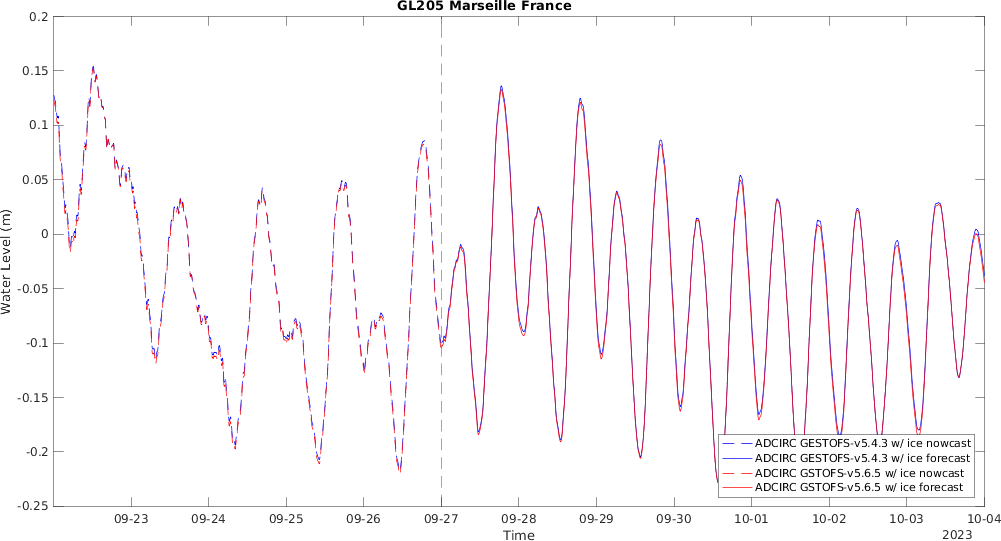 GL205 Marseille France
0.2
0.15
0.1
0.05
0
-0.05
-0.1
-0.15
-0.2
-0.25
Water Level (m)
ADCIRC GESTOFS-v5.4.3 w/ ice nowcast
ADCIRC GESTOFS-v5.4.3 w/ ice forecast
ADCIRC GSTOFS-v5.6.5 w/ ice nowcast
ADCIRC GSTOFS-v5.6.5 w/ ice forecast
09-23 09-24 09-25 09-26 09-27 09-28 09-29 09-30 10-01 10-02 10-03 10-04
Time
2023